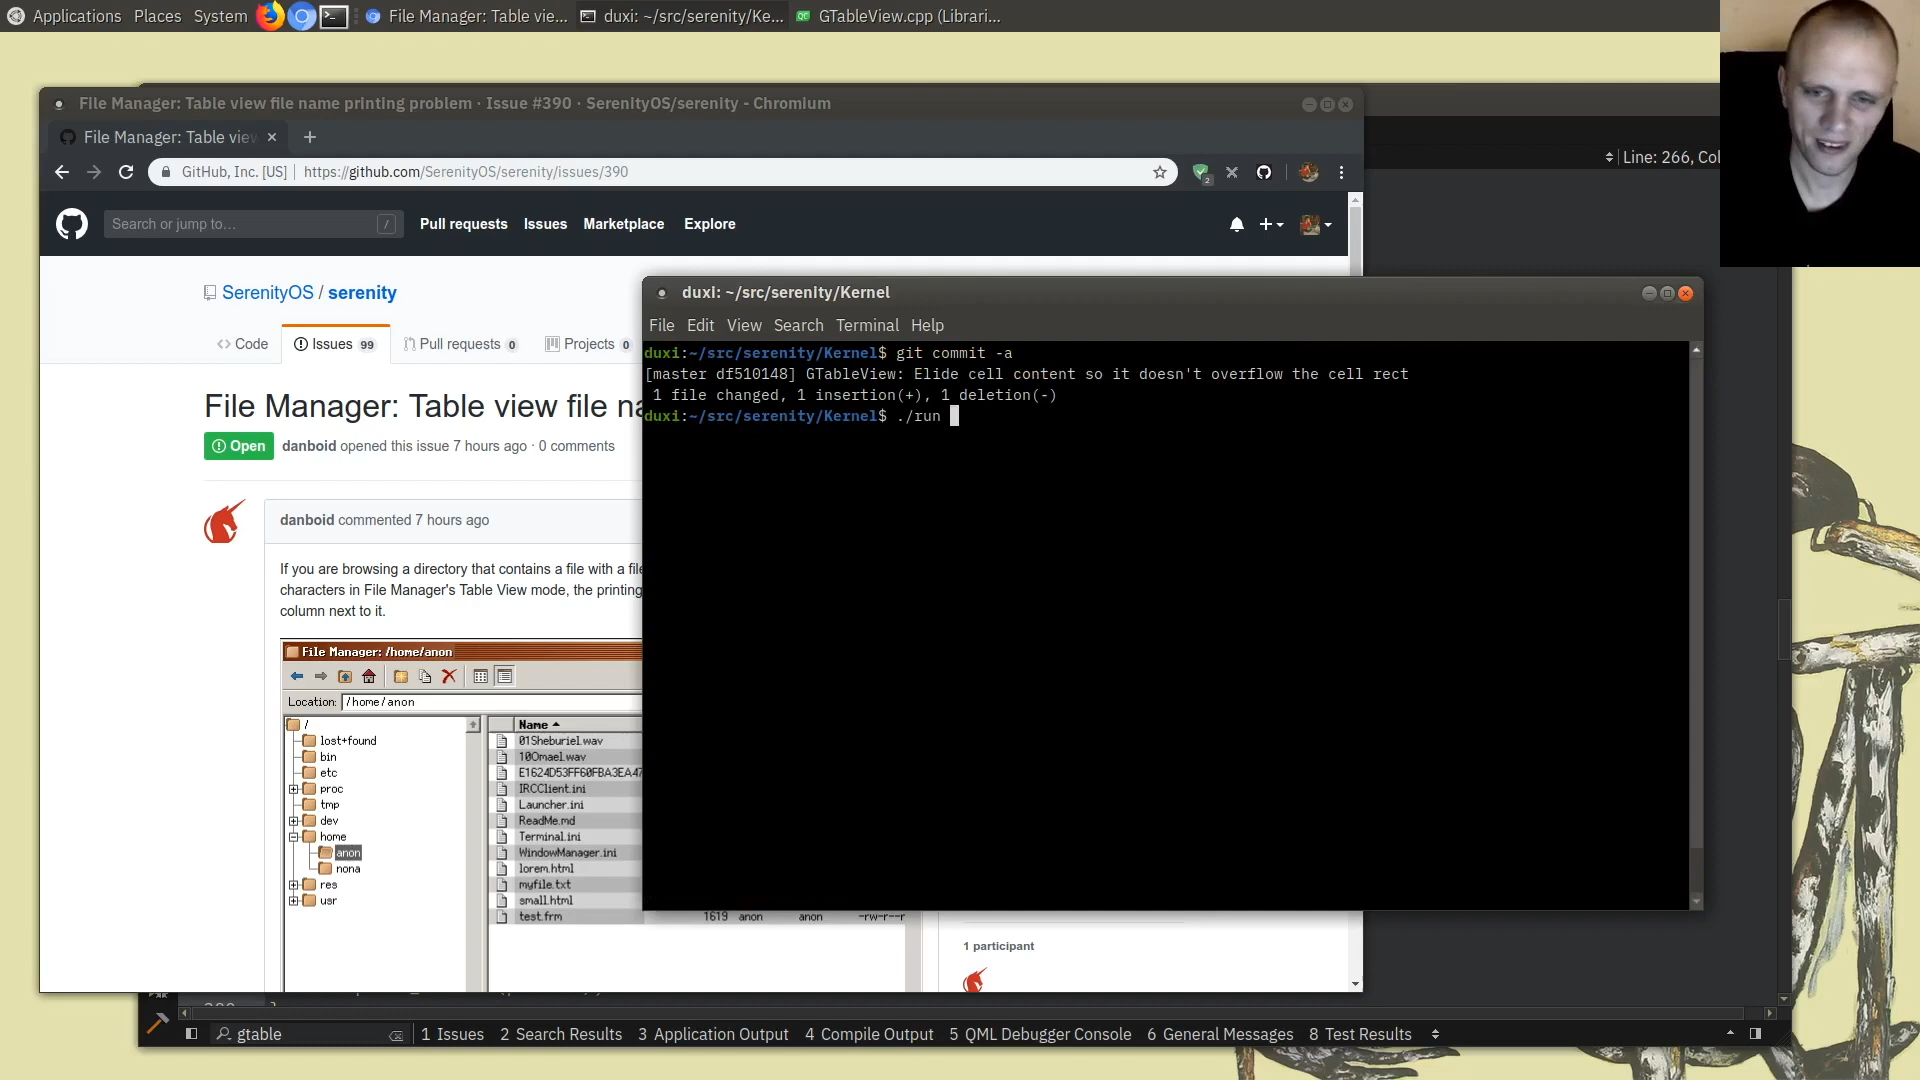 Applications Places System
File Manager: Table vie...
duxi: ~/src/serenity/Ke...
GTableView.cpp (Librari...
File Manager: Table view file name printing problem · Issue #390 · SerenityOS/serenity - Chromium
File Manager: Table view
GitHub, Inc. [US] | https://github.com/SerenityOS/serenity/issues/390
2
Line: 266, Col
Search or jump to... /
Pull requests Issues Marketplace Explore
SerenityOS / serenity
Code
Issues 99
Pull requests 0
Projects 0
File Manager: Table view file na
Open danboid opened this issue 7 hours ago · 0 comments
danboid commented 7 hours ago
If you are browsing a directory that contains a file with a file
characters in File Manager's Table View mode, the printing
column next to it.
File Manager: /home/anon
Location: /home/anon
/
lost+found
bin
etc
proc
tmp
dev
home
anon
nona
res
usr
Name
01Sheburiel.wav
10Omael.wav
E1624D53FF60FBA3EA47
IRCClient.ini
Launcher.ini
ReadMe.md
Terminal.ini
WindowManager.ini
lorem.html
myfile.txt
small.html
test.frm 1619 anon anon -rw-r--r
1 participant
duxi: ~/src/serenity/Kernel
File Edit View Search Terminal Help
duxi:~/src/serenity/Kernel$ git commit -a
[master df510148] GTableView: Elide cell content so it doesn't overflow the cell rect
1 file changed, 1 insertion(+), 1 deletion(-)
duxi:~/src/serenity/Kernel$ ./run
gtable
1 Issues 2 Search Results 3 Application Output 4 Compile Output 5 QML Debugger Console 6 General Messages 8 Test Results